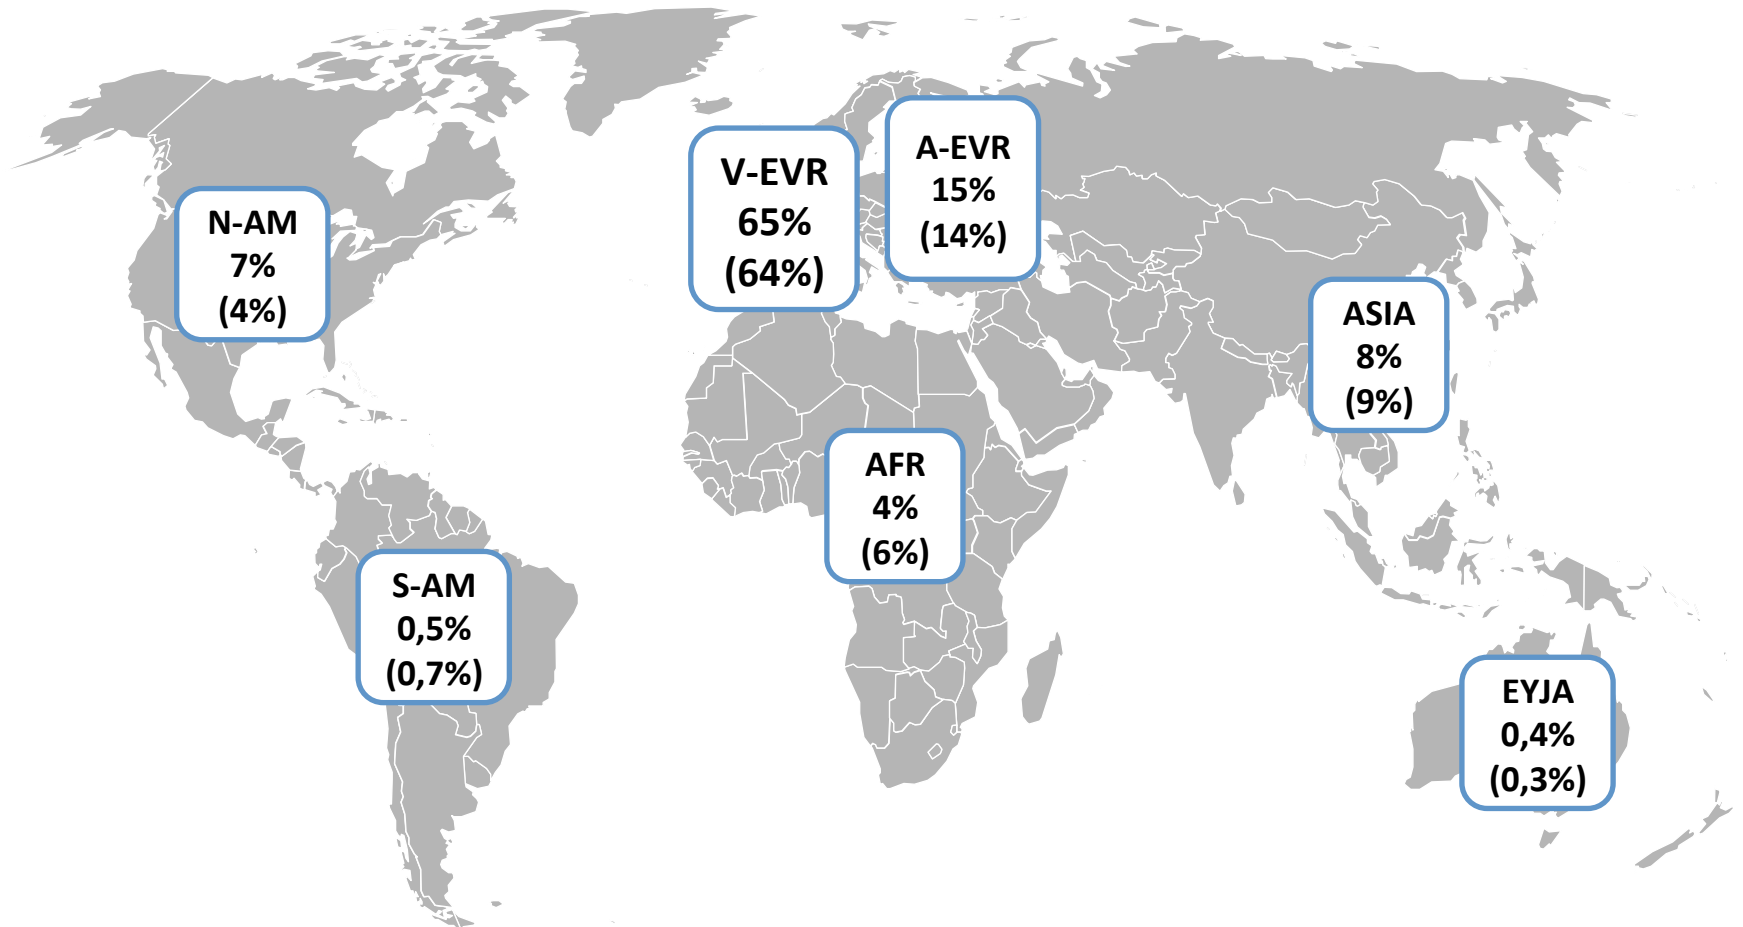 A-EVR
15%
(14%)
V-EVR
65%
(64%)
N-AM
7%
(4%)
ASIA
8%
(9%)
AFR
4%
(6%)
S-AM
0,5%
(0,7%)
EYJA
0,4%
(0,3%)